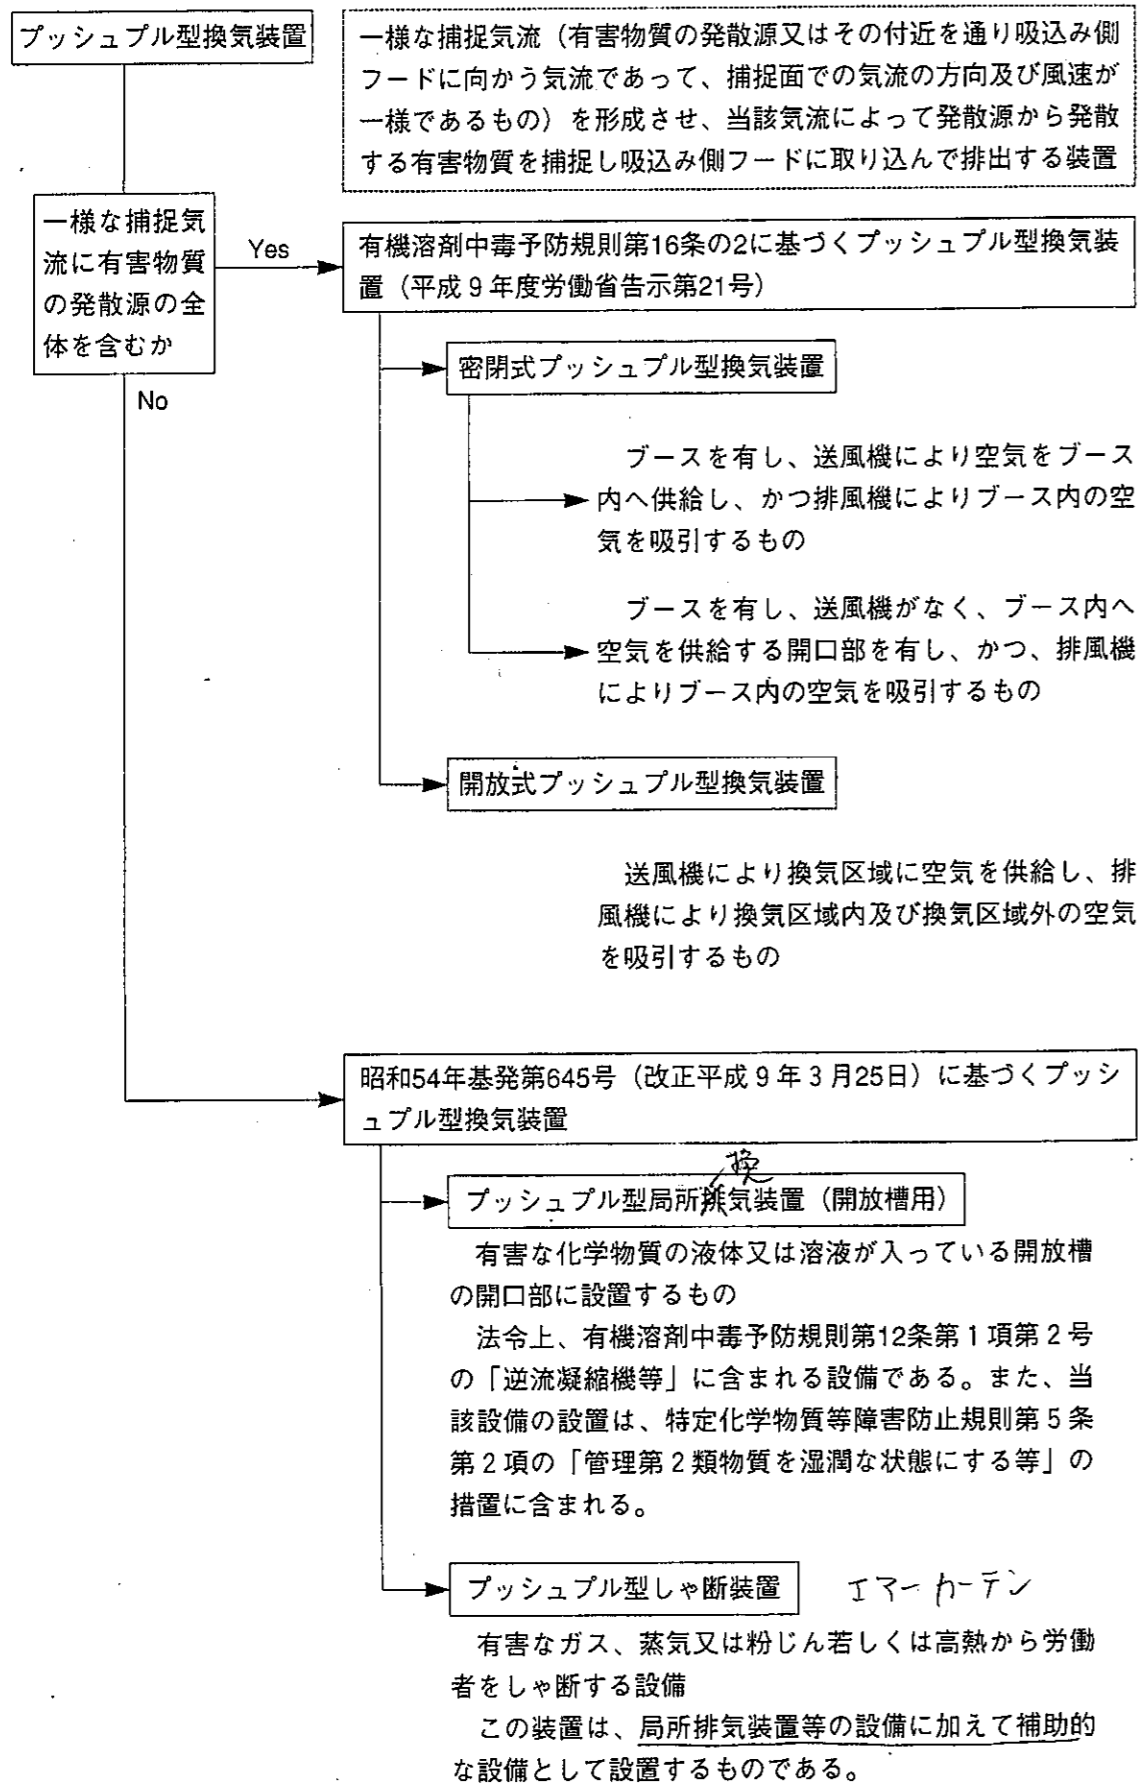 プッシュプル型換気装置
一様な捕捉気流（有害物質の発散源又はその付近を通り吸込み側
フードに向かう気流であって、捕捉面での気流の方向及び風速が
一様であるもの）を形成させ、当該気流によって発散源から発散
する有害物質を捕捉し吸込み側フードに取り込んで排出する装置
一様な捕捉気
流に有害物質
の発散源の全
体を含むか
Yes
有機溶剤中毒予防規則第16条の2に基づくプッシュプル型換気装
置（平成９年度労働省告示第21号）
密閉式プッシュプル型換気装置
No
ブースを有し、送風機により空気をブース
内へ供給し、かつ排風機によりブース内の空
気を吸引するもの
ブースを有し、送風機がなく、ブース内へ
空気を供給する開口部を有し、かつ、排風機
によりブース内の空気を吸引するもの
開放式プッシュプル型換気装置
送風機により換気区域に空気を供給し、排
風機により換気区域内及び換気区域外の空気
を吸引するもの
昭和54年基発第645号（改正平成９年３月25日）に基づくプッシ
ュプル型換気装置
換
プッシュプル型局所排気装置（開放槽用）
有害な化学物質の液体又は溶液が入っている開放槽
の開口部に設置するもの
法令上、有機溶剤中毒予防規則第12条第１項第２号
の「逆流凝縮機等」に含まれる設備である。また、当
該設備の設置は、特定化学物質等障害防止規則第５条
第２項の「管理第２類物質を湿潤な状態にする等」の
措置に含まれる。
プッシュプル型しゃ断装置
エアーカーテン
有害なガス、蒸気又は粉じん若しくは高熱から労働
者をしゃ断する設備
この装置は、局所排気装置等の設備に加えて補助的
な設備として設置するものである。